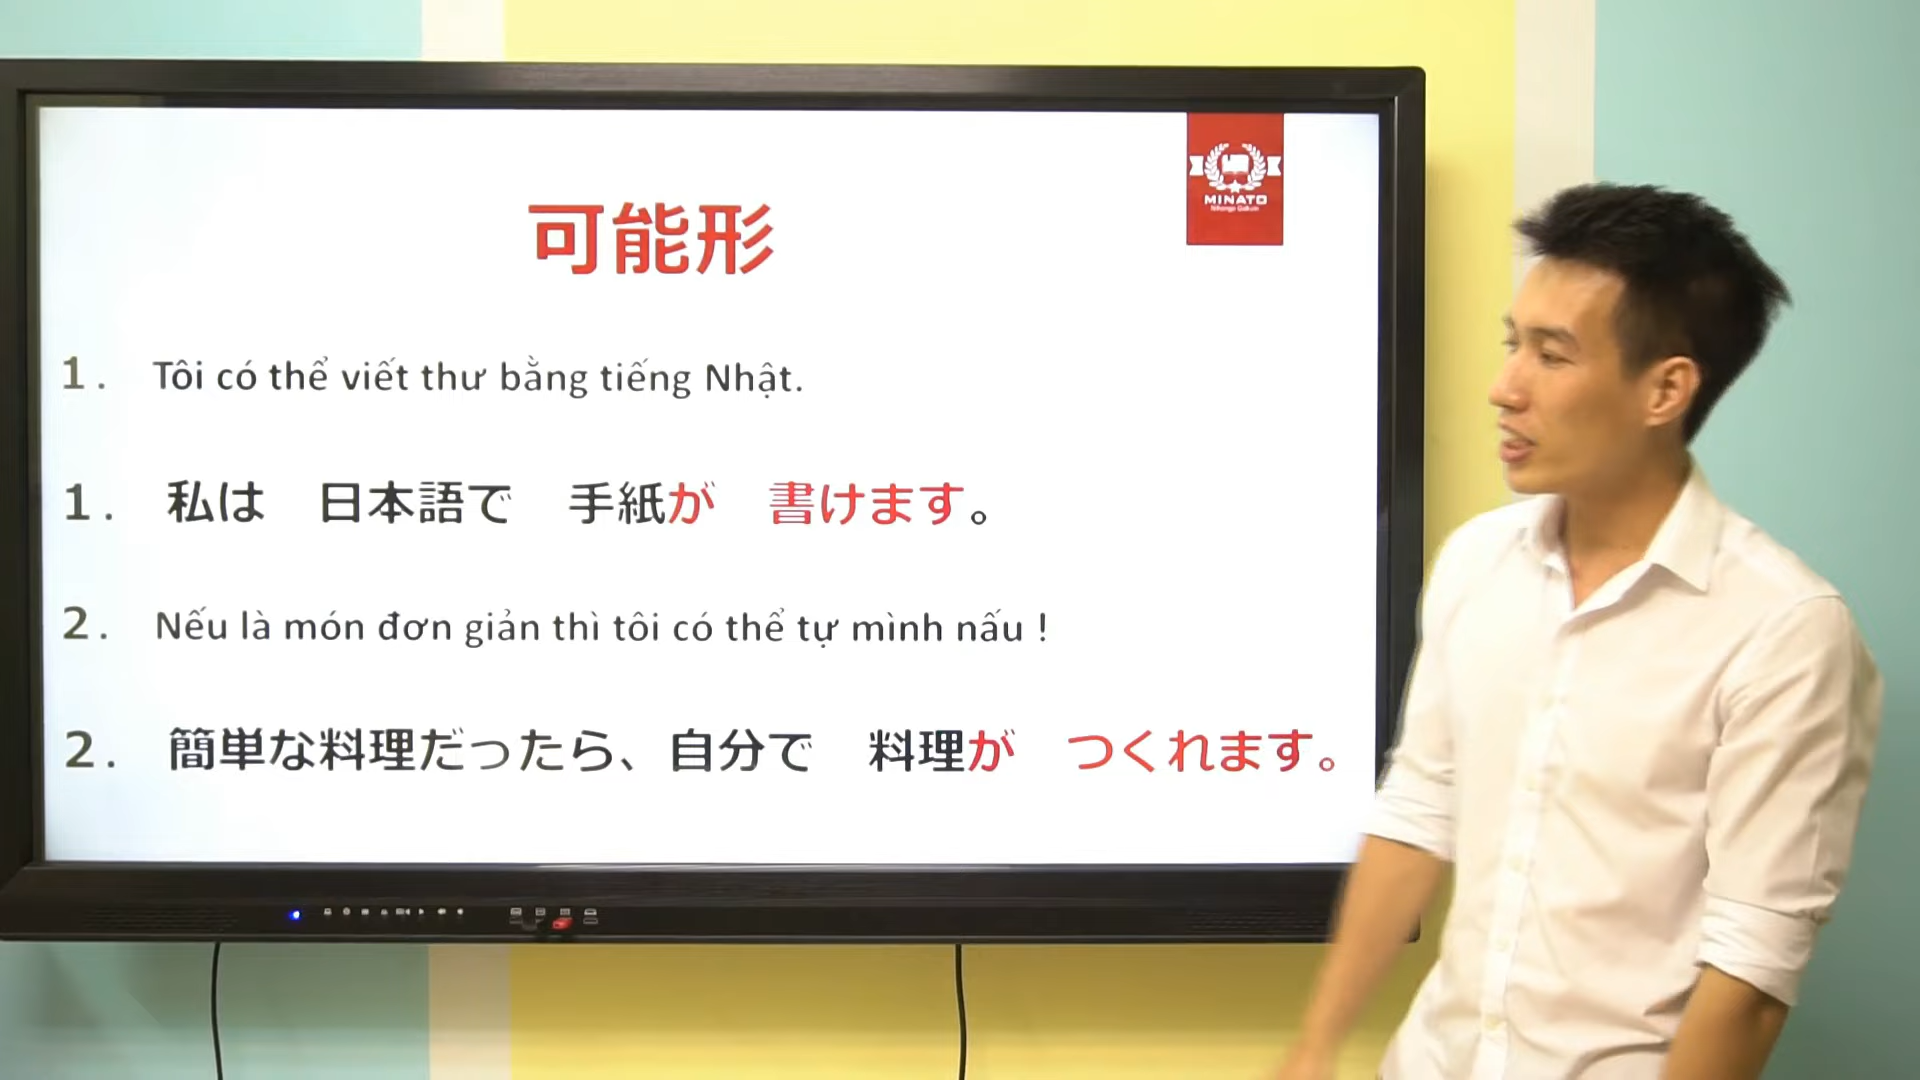 MINATO
可能形
1. Tôi có thể viết thư bằng tiếng Nhật.
1. 私は 日本語で 手紙が 書けます。
2. Nếu là món đơn giản thì tôi có thể tự mình nấu !
2. 簡単な料理だったら、自分で 料理が つくれます。